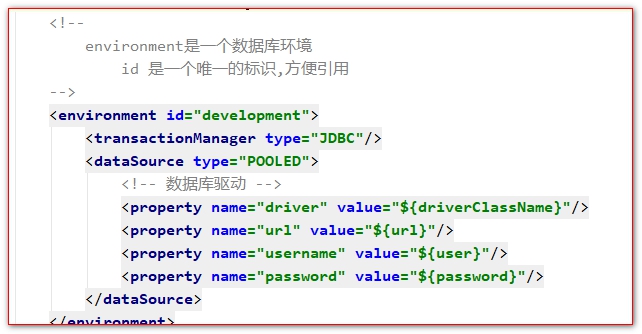 <!--
environment是一个数据库环境
id 是一个唯一的标识,方便引用
-->
<environment id="development">
<transactionManager type="JDBC"/>
<dataSource type="POOLED">
<!-- 数据库驱动 -->
<property name="driver" value="${driverClassName}"/>
<property name="url" value="${url}"/>
<property name="username" value="${user}"/>
<property name="password" value="${password}"/>
</dataSource>
</environment>